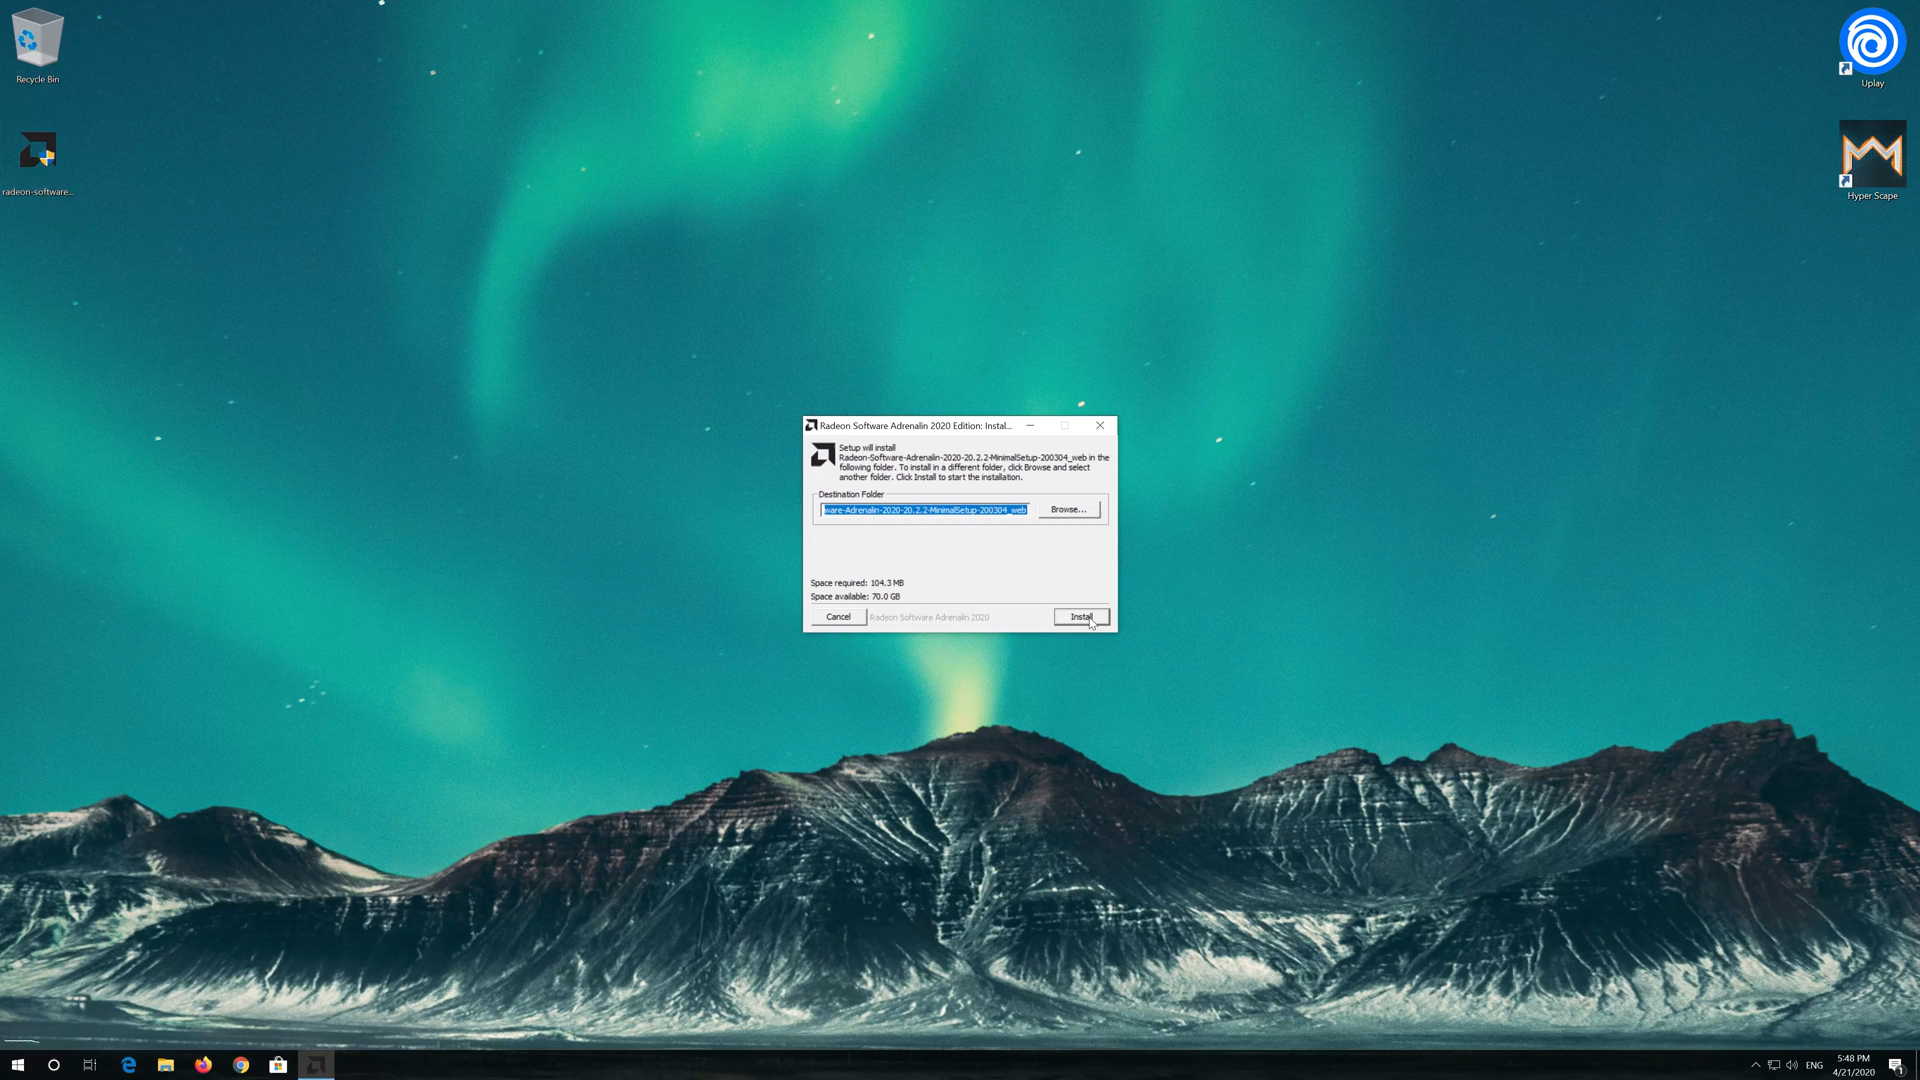 Recycle Bin
radeon-software...
Uplay
Hyper Scape
Radeon Software Adrenalin 2020 Edition: Instal...
Setup will install
Radeon-Software-Adrenalin-2020-20.2.2-MinimalSetup-200304_web in the
following folder. To install in a different folder, click Browse and select
another folder. Click Install to start the installation.
Destination Folder
ware-Adrenalin-2020-20.2.2-MinimalSetup-200304_web
Browse...
Space required: 104.3 MB
Space available: 70.0 GB
Cancel
Radeon Software Adrenalin 2020
Install
ENG
5:48 PM
4/21/2020
1